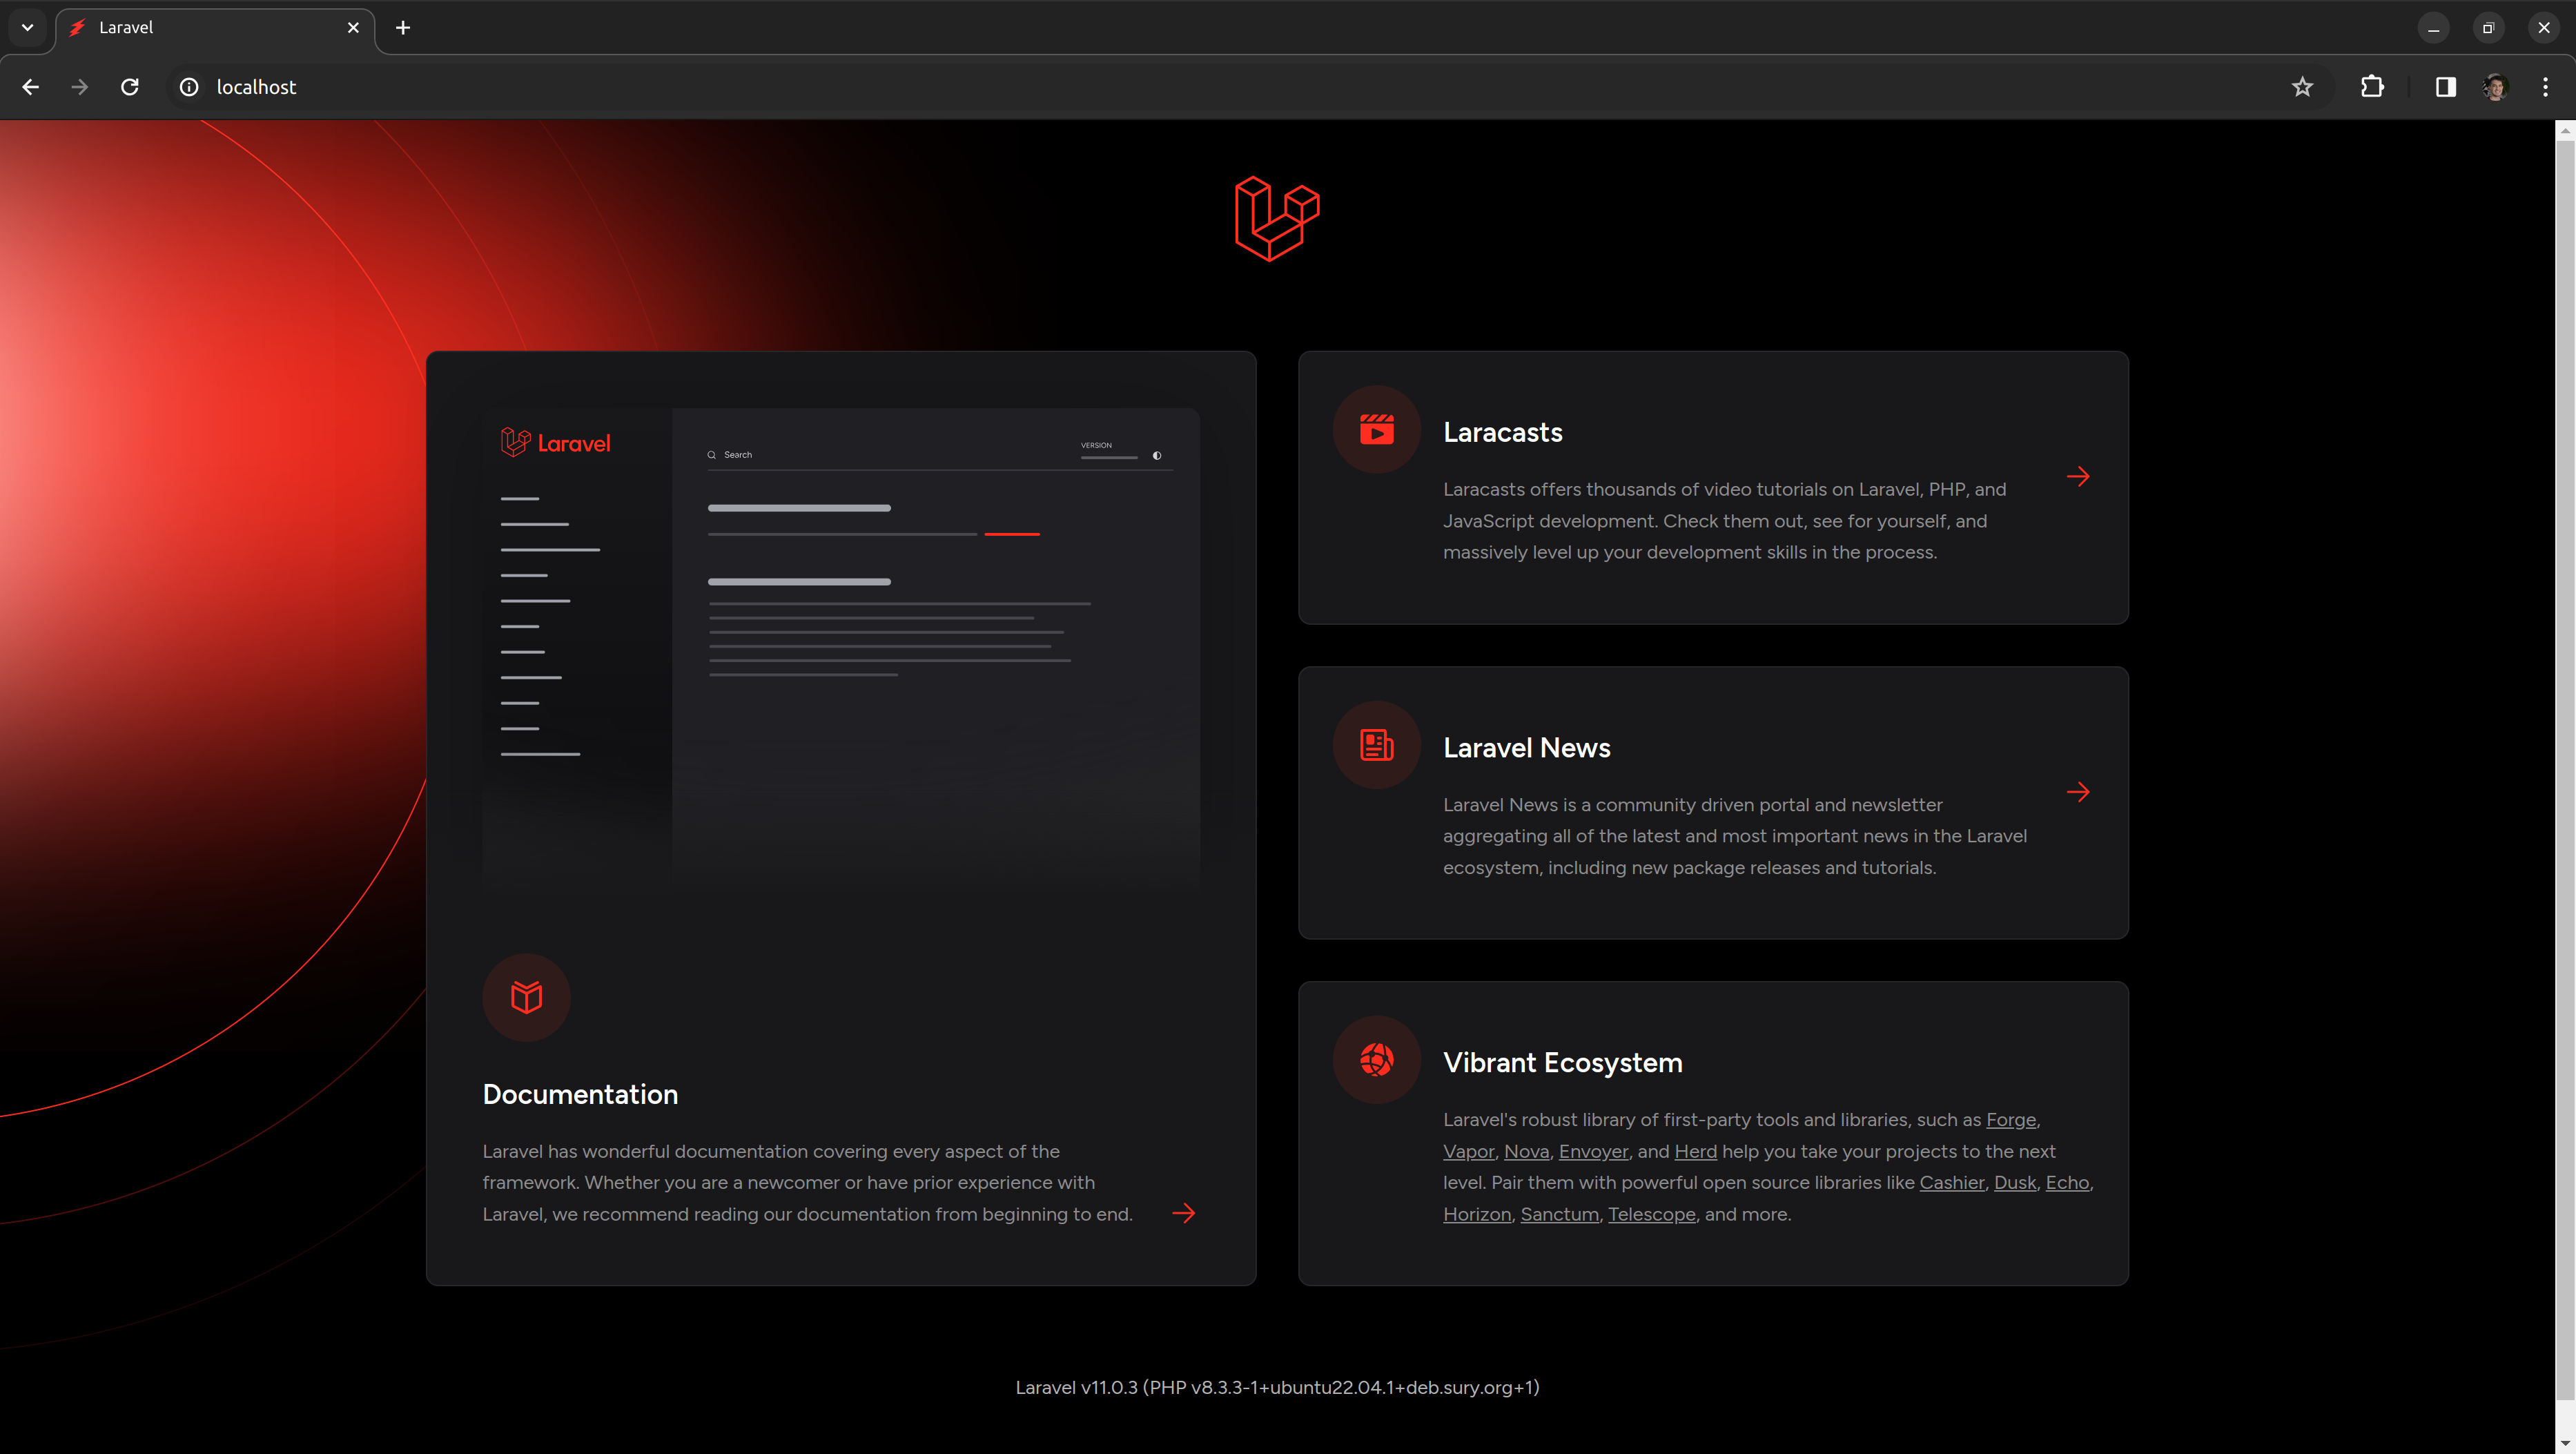 Laravel
localhost
Laravel
Search
VERSION
Documentation
Laravel has wonderful documentation covering every aspect of the
framework. Whether you are a newcomer or have prior experience with
Laravel, we recommend reading our documentation from beginning to end.
Laracasts
Laracasts offers thousands of video tutorials on Laravel, PHP, and
JavaScript development. Check them out, see for yourself, and
massively level up your development skills in the process.
Laravel News
Laravel News is a community driven portal and newsletter
aggregating all of the latest and most important news in the Laravel
ecosystem, including new package releases and tutorials.
Vibrant Ecosystem
Laravel's robust library of first-party tools and libraries, such as Forge,
Vapor, Nova, Envoyer, and Herd help you take your projects to the next
level. Pair them with powerful open source libraries like Cashier, Dusk, Echo,
Horizon, Sanctum, Telescope, and more.
Laravel v11.0.3 (PHP v8.3.3-1+ubuntu22.04.1+deb.sury.org+1)